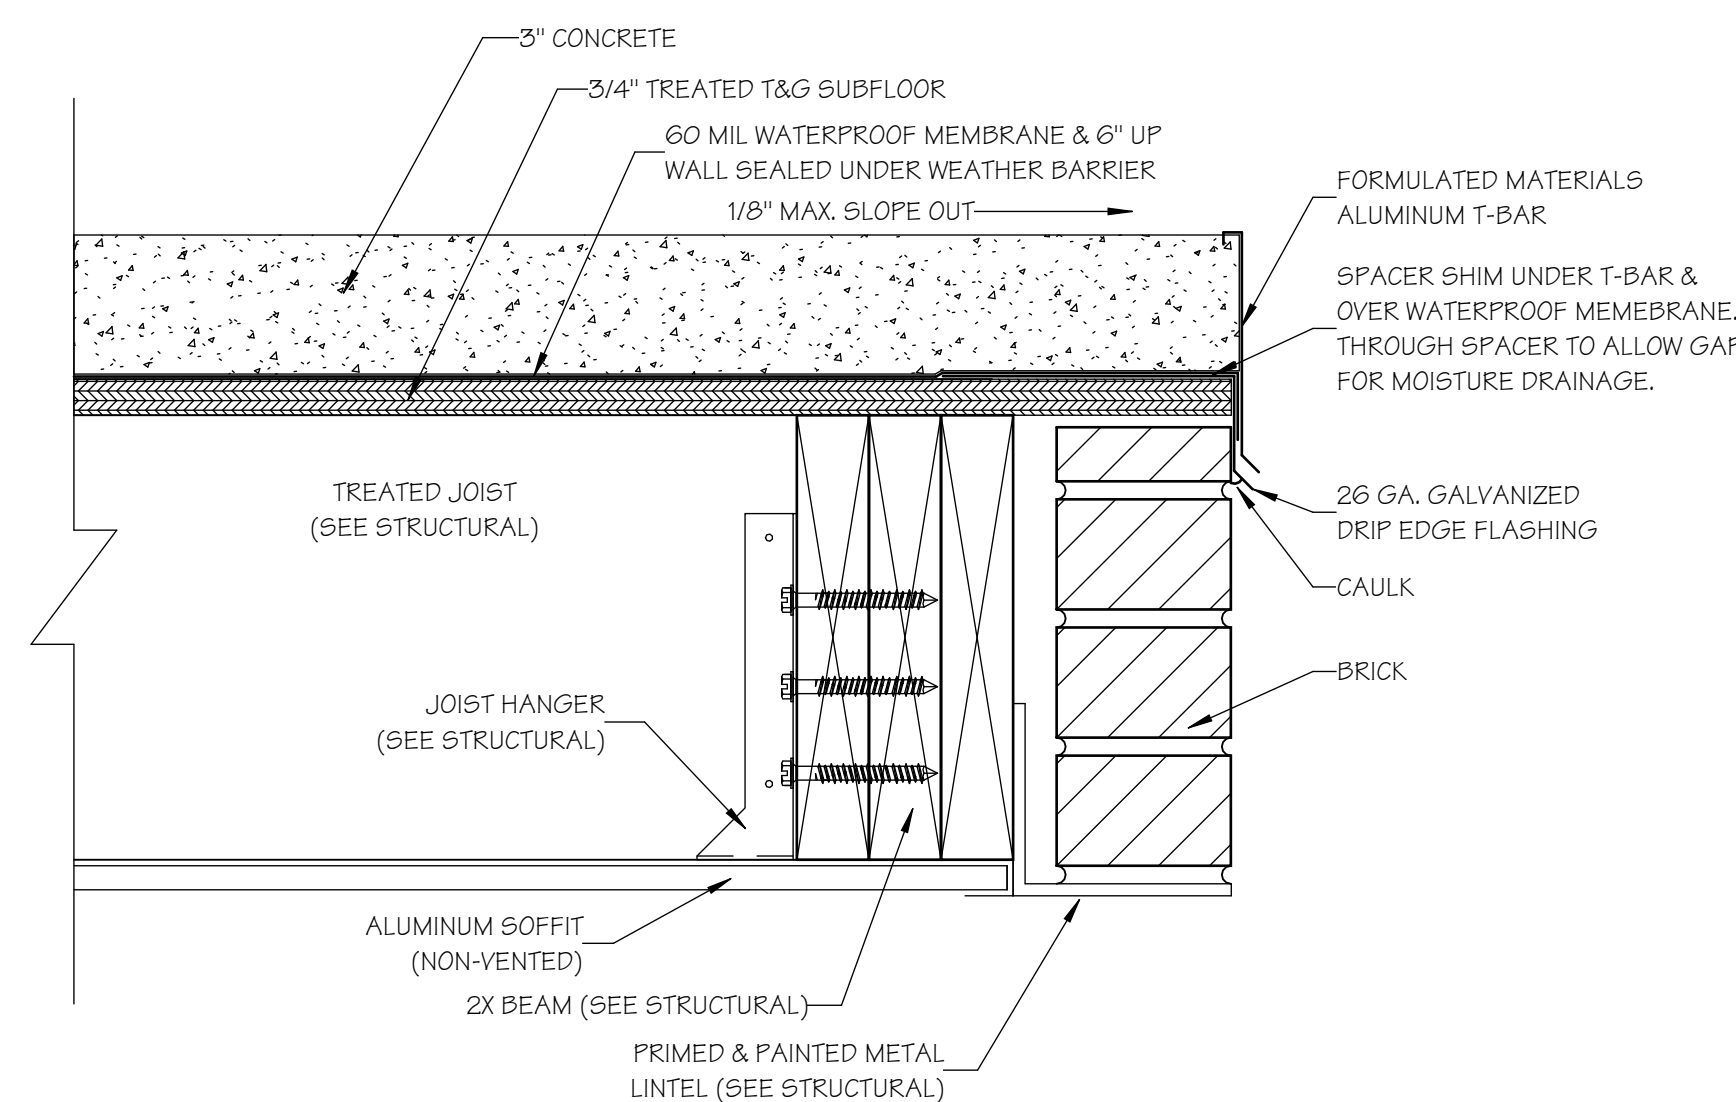 3" CONCRETE
3/4" TREATED T&G SUBFLOOR
60 MIL WATERPROOF MEMBRANE & 6" UP
WALL SEALED UNDER WEATHER BARRIER
1/8" MAX. SLOPE OUT
FORMULATED MATERIALS
ALUMINUM T-BAR
SPACER SHIM UNDER T-BAR &
OVER WATERPROOF MEMEBRANE.
THROUGH SPACER TO ALLOW
FOR MOISTURE DRAINAGE.
TREATED JOIST
(SEE STRUCTURAL)
26 GA. GALVANIZED
DRIP EDGE FLASHING
CAULK
BRICK
JOIST HANGER
(SEE STRUCTURAL)
ALUMINUM SOFFIT
(NON-VENTED)
2X BEAM (SEE STRUCTURAL)
PRIMED & PAINTED METAL
LINTEL (SEE STRUCTURAL)